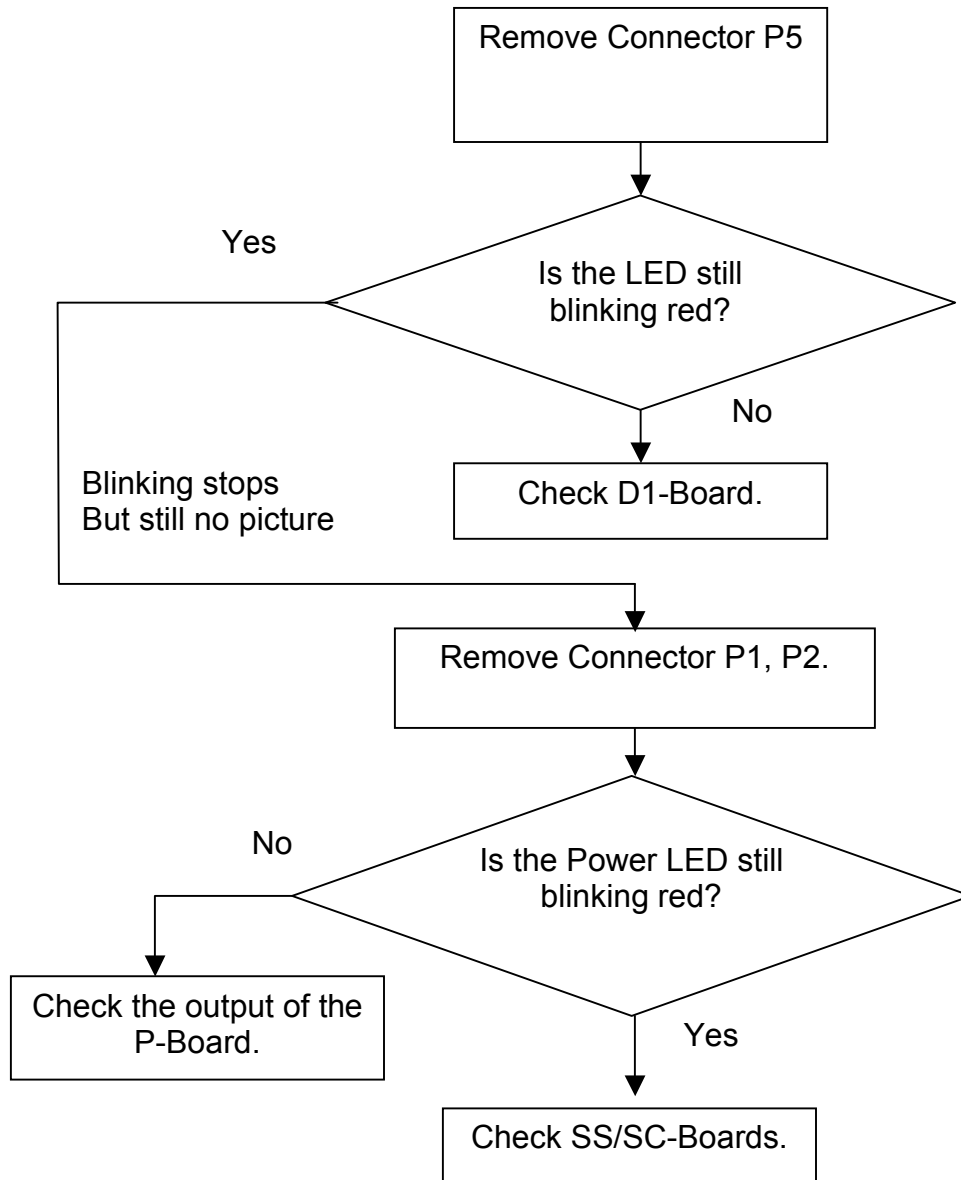 Remove Connector P5
Yes
Is the LED still
blinking red?
No
Check D1-Board.
Blinking stops
But still no picture
Remove Connector P1, P2.
No
Is the Power LED still
blinking red?
Check the output of the
P-Board.
Yes
Check SS/SC-Boards.